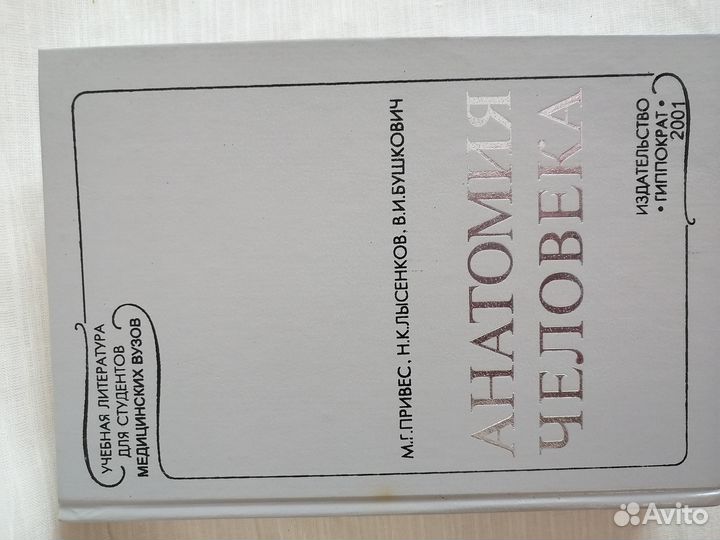 УЧЕБНАЯ ЛИТЕРАТУРА
ДЛЯ СТУДЕНТОВ
МЕДИЦИНСКИХ ВУЗОВ
М.Г.ПРИВЕС, Н.К.ЛЫСЕНКОВ, В.И.БУШКОВИЧ
АНАТОМИЯ
ЧЕЛОВЕКА
ИЗДАТЕЛЬСТВО
• ГИППОКРАТ •
2001
Avito